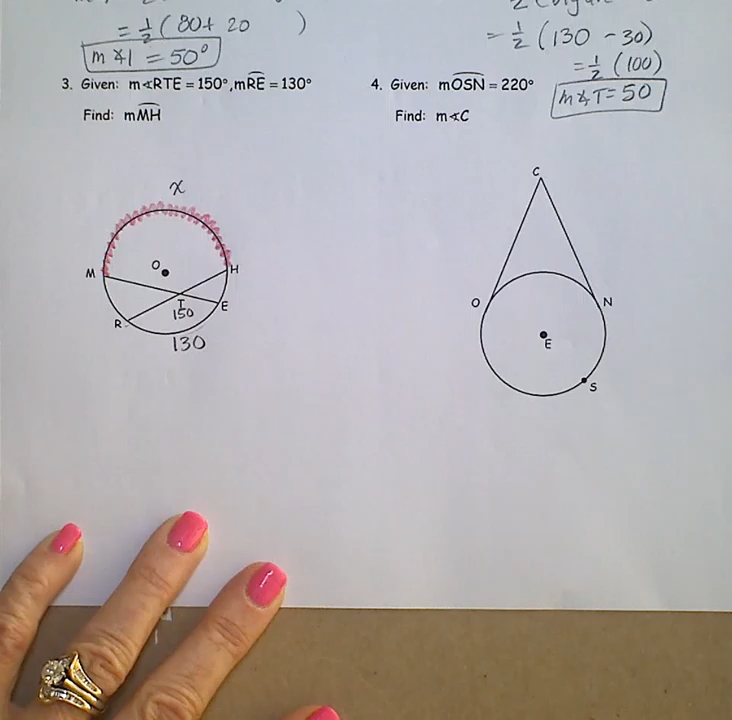 = ½ ( 80 + 20 )
m∡1 = 50°
= ½ (130 - 30)
= ½ (100)
m∡T = 50
3. Given: m∢RTE = 150°, mRE = 130°
Find: mMH
4. Given: mOSN = 220°
Find: m∢C
x
M
O
H
T
E
150
R
130
C
O
N
E
S